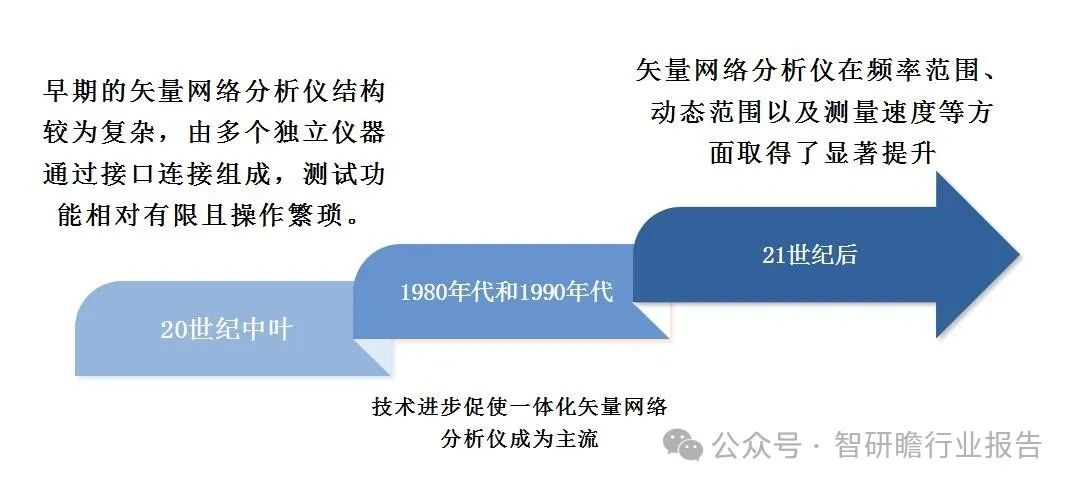 早期的矢量网络分析仪结构
较为复杂，由多个独立仪器
通过接口连接组成，测试功
能相对有限且操作繁琐。
矢量网络分析仪在频率范围、
动态范围以及测量速度等方
面取得了显著提升
20世纪中叶
1980年代和1990年代
21世纪后
技术进步促使一体化矢量网络
分析仪成为主流
公众号·智研瞻行业报告